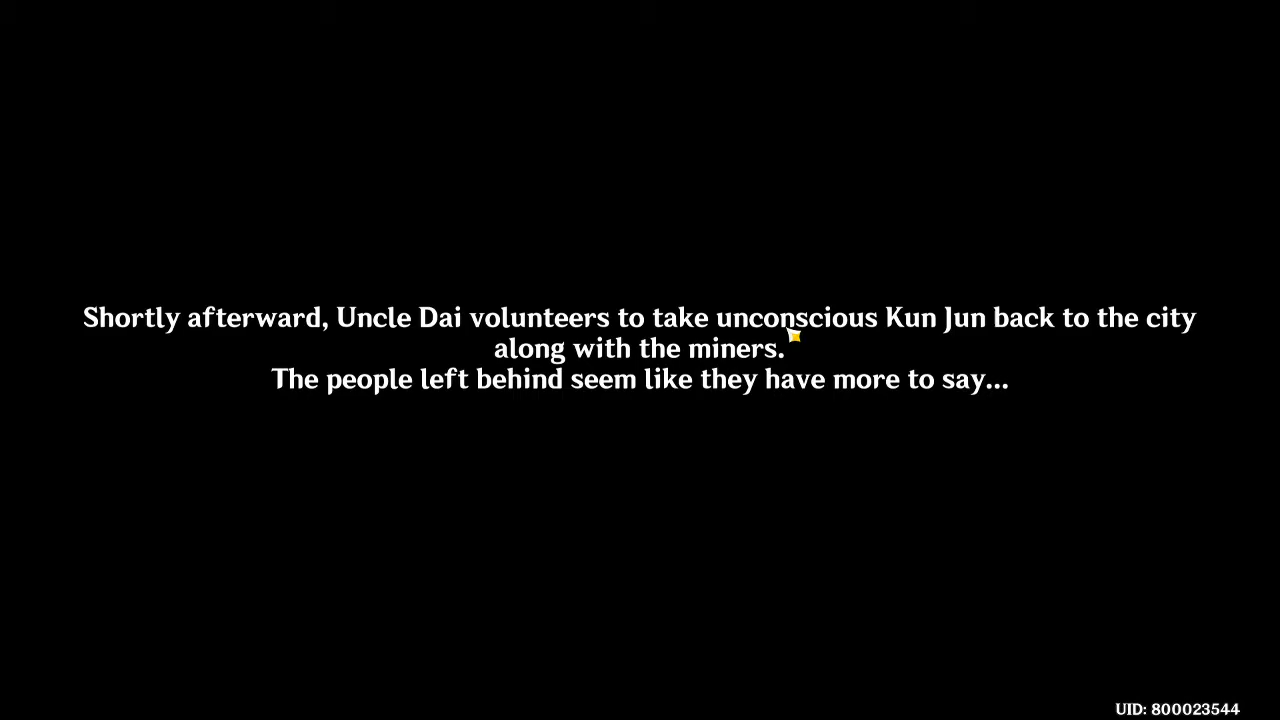 Shortly afterward, Uncle Dai volunteers to take unconscious Kun Jun back to the city
along with the miners.
The people left behind seem like they have more to say...
UID: 800023544